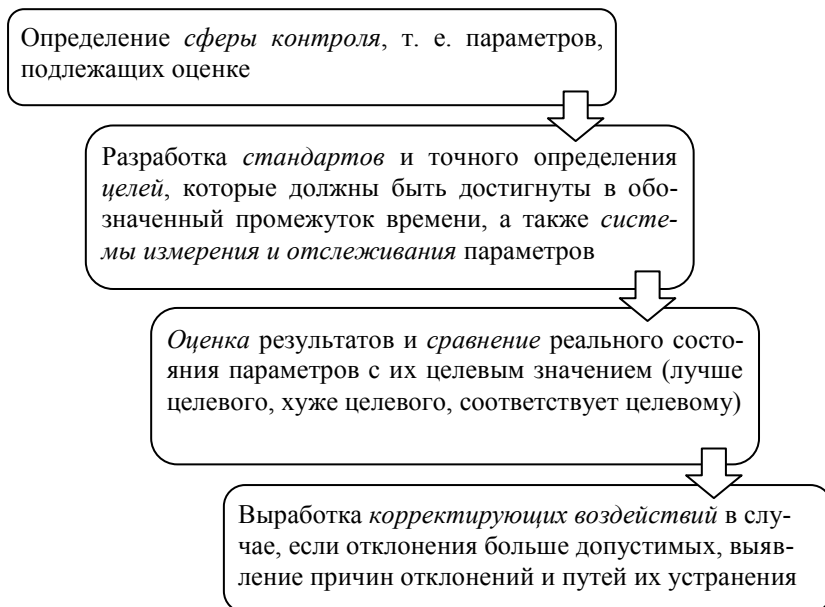 Определение сферы контроля, т. е. параметров,
подлежащих оценке
Разработка стандартов и точного определения
целей, которые должны быть достигнуты в обо-
значенный промежуток времени, а также систе-
мы измерения и отслеживания параметров
Оценка результатов и сравнение реального состо-
яния параметров с их целевым значением (лучше
целевого, хуже целевого, соответствует целевому)
Выработка корректирующих воздействий в слу-
чае, если отклонения больше допустимых, выяв-
ление причин отклонений и путей их устранения